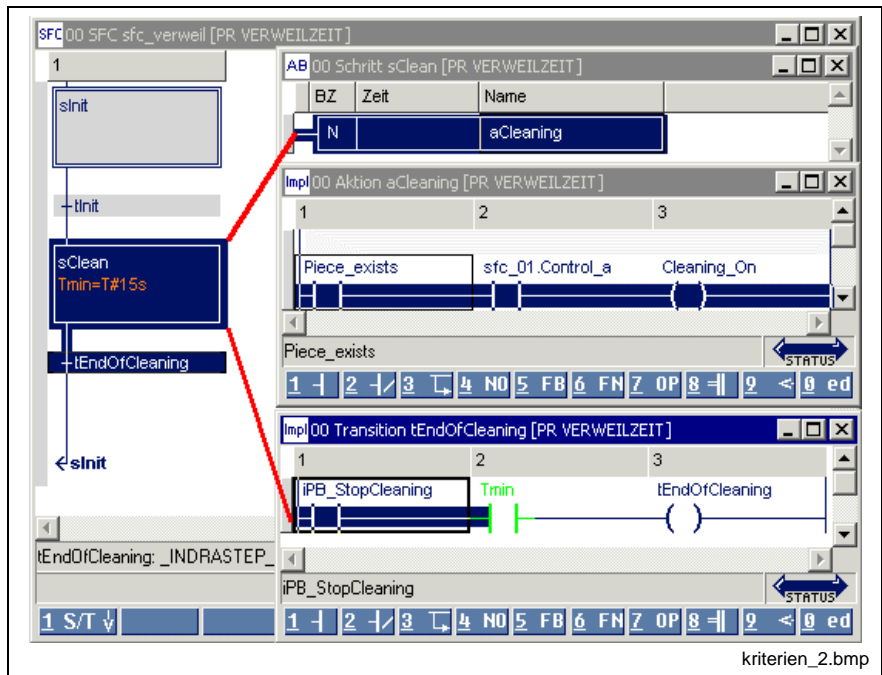 SFC 00 SFC sfc_verweil [PR VERWEILZEIT]
1
sInit
tInit
sClean
Tmin=T#15s
tEndOfCleaning
sInit
tEndOfCleaning: _INDRASTEP_
1 S/T
AB 00 Schritt sClean [PR VERWEILZEIT]
BZ Zeit Name
N aCleaning
Impl 00 Aktion aCleaning [PR VERWEILZEIT]
1 2 3
Piece_exists sfc_01.Control_a Cleaning_On
Piece_exists
STATUS
1 2 3 4 NO 5 FB 6 FN 7 OP 8 9 < 0 ed
Impl 00 Transition tEndOfCleaning [PR VERWEILZEIT]
1 2 3
iPB_StopCleaning Tmin tEndOfCleaning
iPB_StopCleaning
STATUS
1 2 3 4 NO 5 FB 6 FN 7 OP 8 9 < 0 ed
kriterien_2.bmp